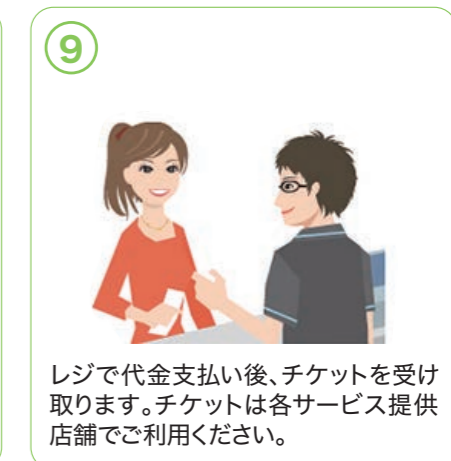 ⑨
レジで代金支払い後、チケットを受け
取ります。チケットは各サービス提供
店舗でご利用ください。